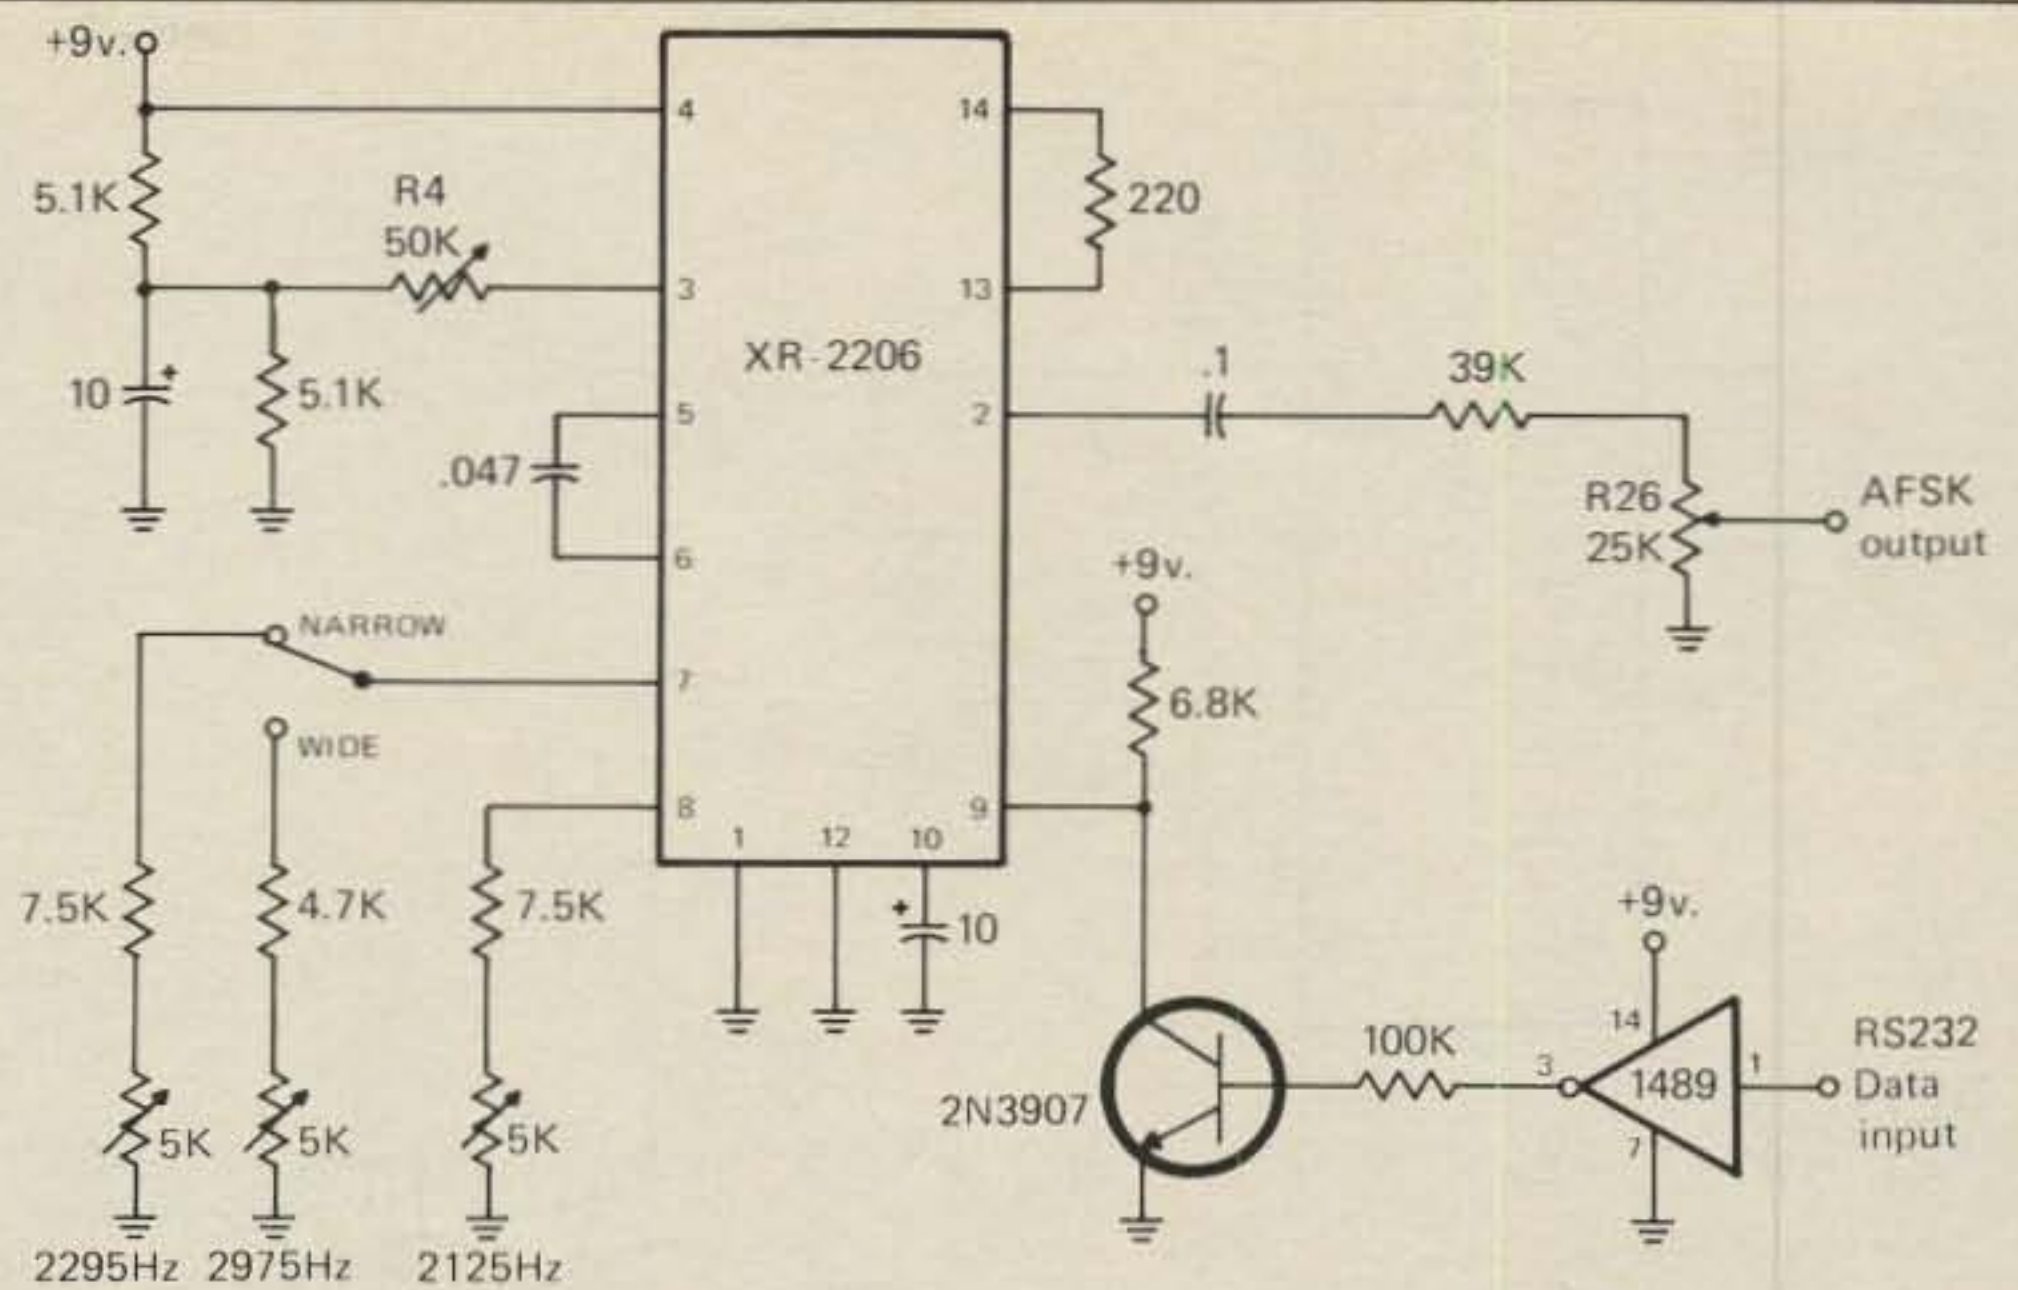 +9v.
4
14
5.1K
R4
50K
220
3
13
XR-2206
10
+
5.1K
5
2
.1
39K
.047
R26
25K
AFSK
output
6
+9v.
NARROW
7
6.8K
WIDE
8
9
1
12
10
7.5K
4.7K
7.5K
+
10
+9v.
14
100K
3
1489
1
RS232
Data
input
2N3907
7
5K
5K
5K
2295Hz
2975Hz
2125Hz